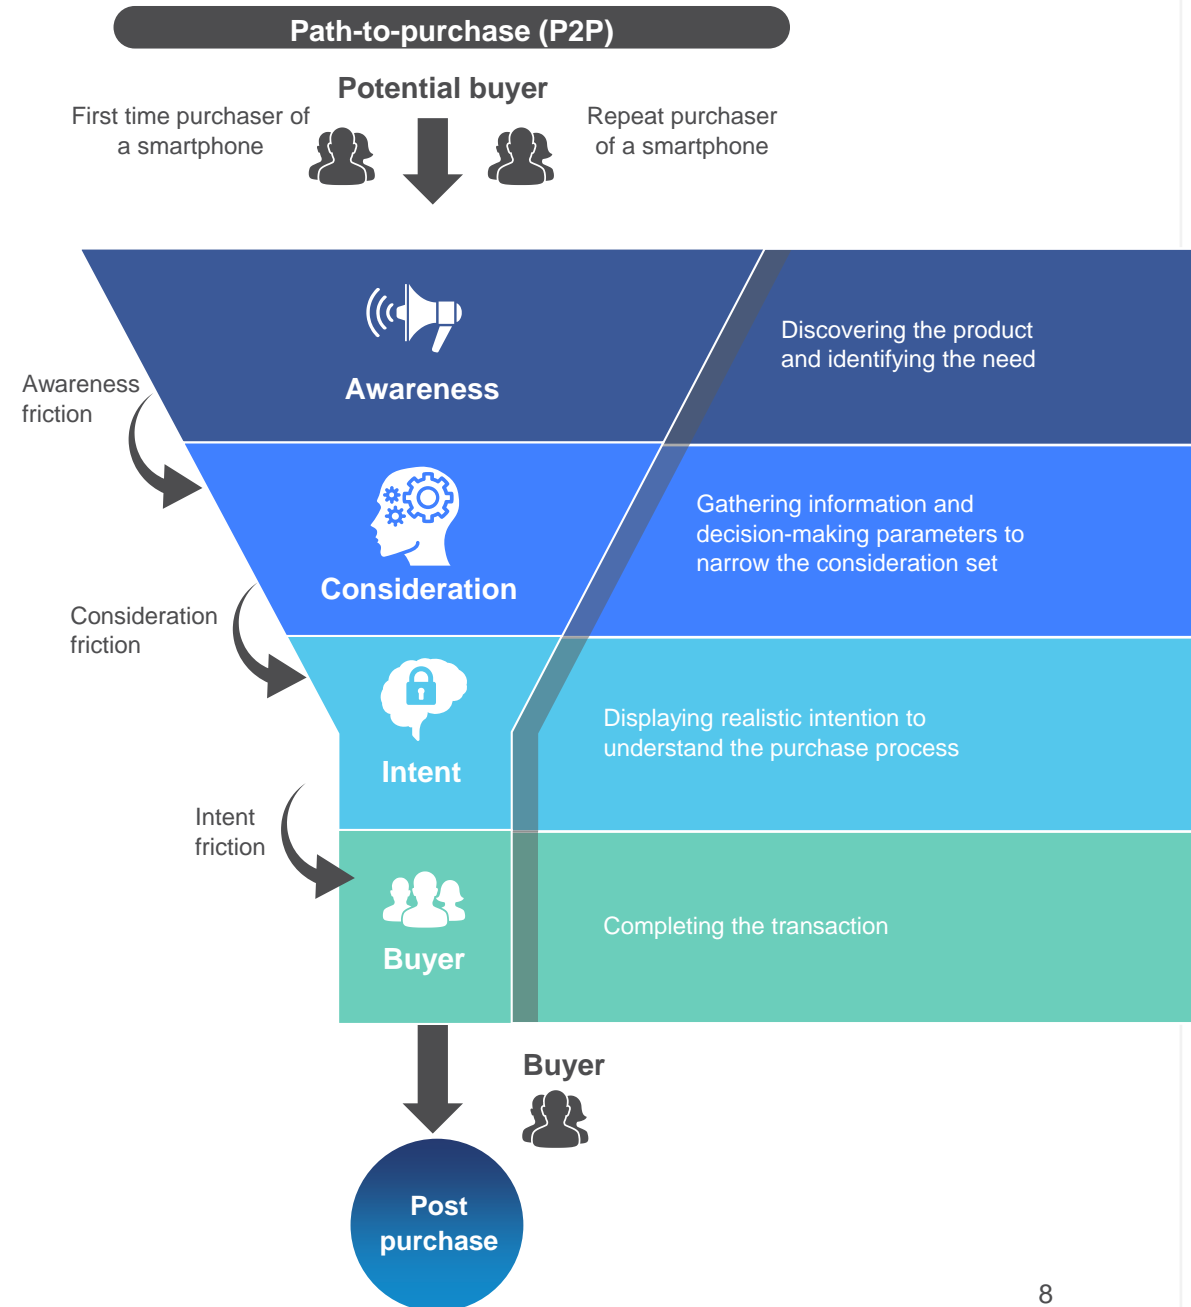 Path-to-purchase (P2P)
Potential buyer
First time purchaser of
a smartphone
Repeat purchaser
of a smartphone
Awareness
Discovering the product
and identifying the need
Awareness
friction
Consideration
Gathering information and
decision-making parameters to
narrow the consideration set
Consideration
friction
Intent
Displaying realistic intention to
understand the purchase process
Intent
friction
Buyer
Completing the transaction
Buyer
Post
purchase
8